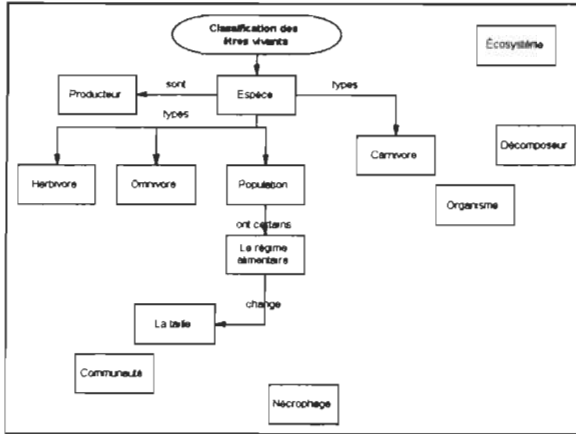 Classification des
êtres vivants
Écosystème
Producteur
sont
Espèce
types
types
Décomposeur
Carnivore
Herbivore
Omnivore
Population
Organisme
ont certains
Le régime
alimentaire
change
La taille
Communauté
Nécrophage